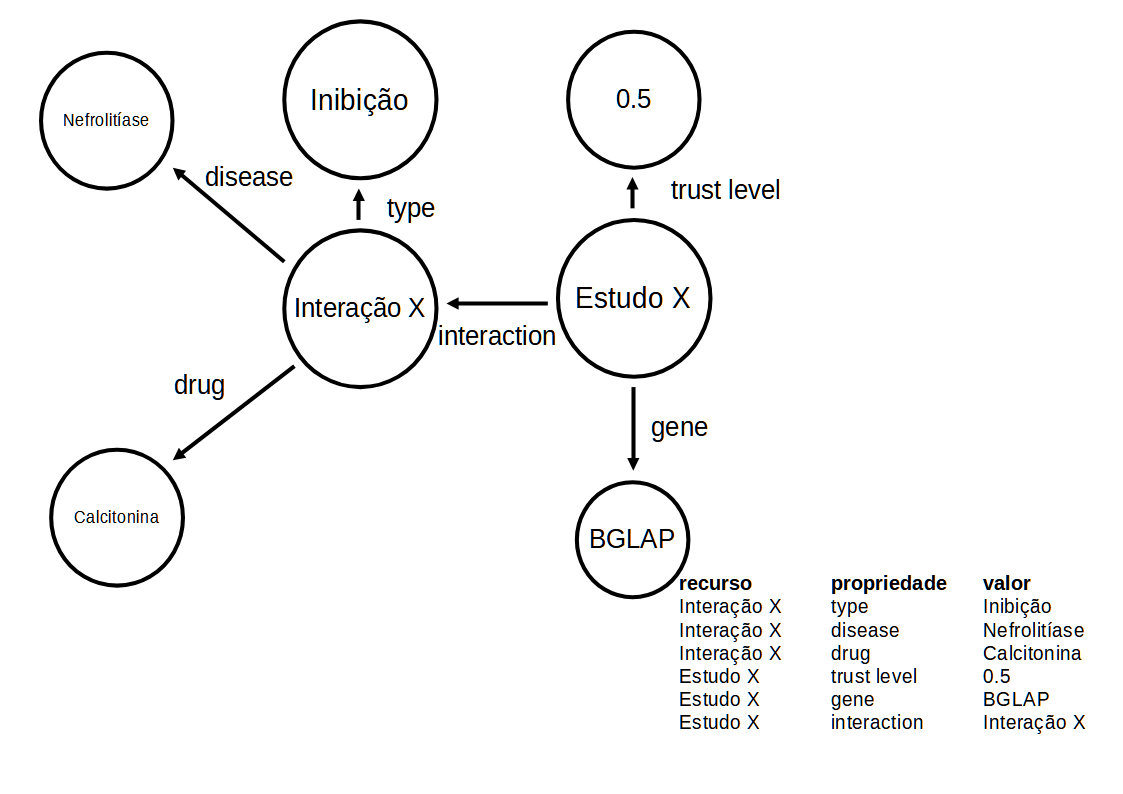 Inibição
0.5
Nefrolitíase
disease
type
trust level
Interação X
Estudo X
interaction
drug
gene
Calcitonina
BGLAP
recurso propriedade valor
Interação X type Inibição
Interação X disease Nefrolitíase
Interação X drug Calcitonina
Estudo X trust level 0.5
Estudo X gene BGLAP
Estudo X interaction Interação X